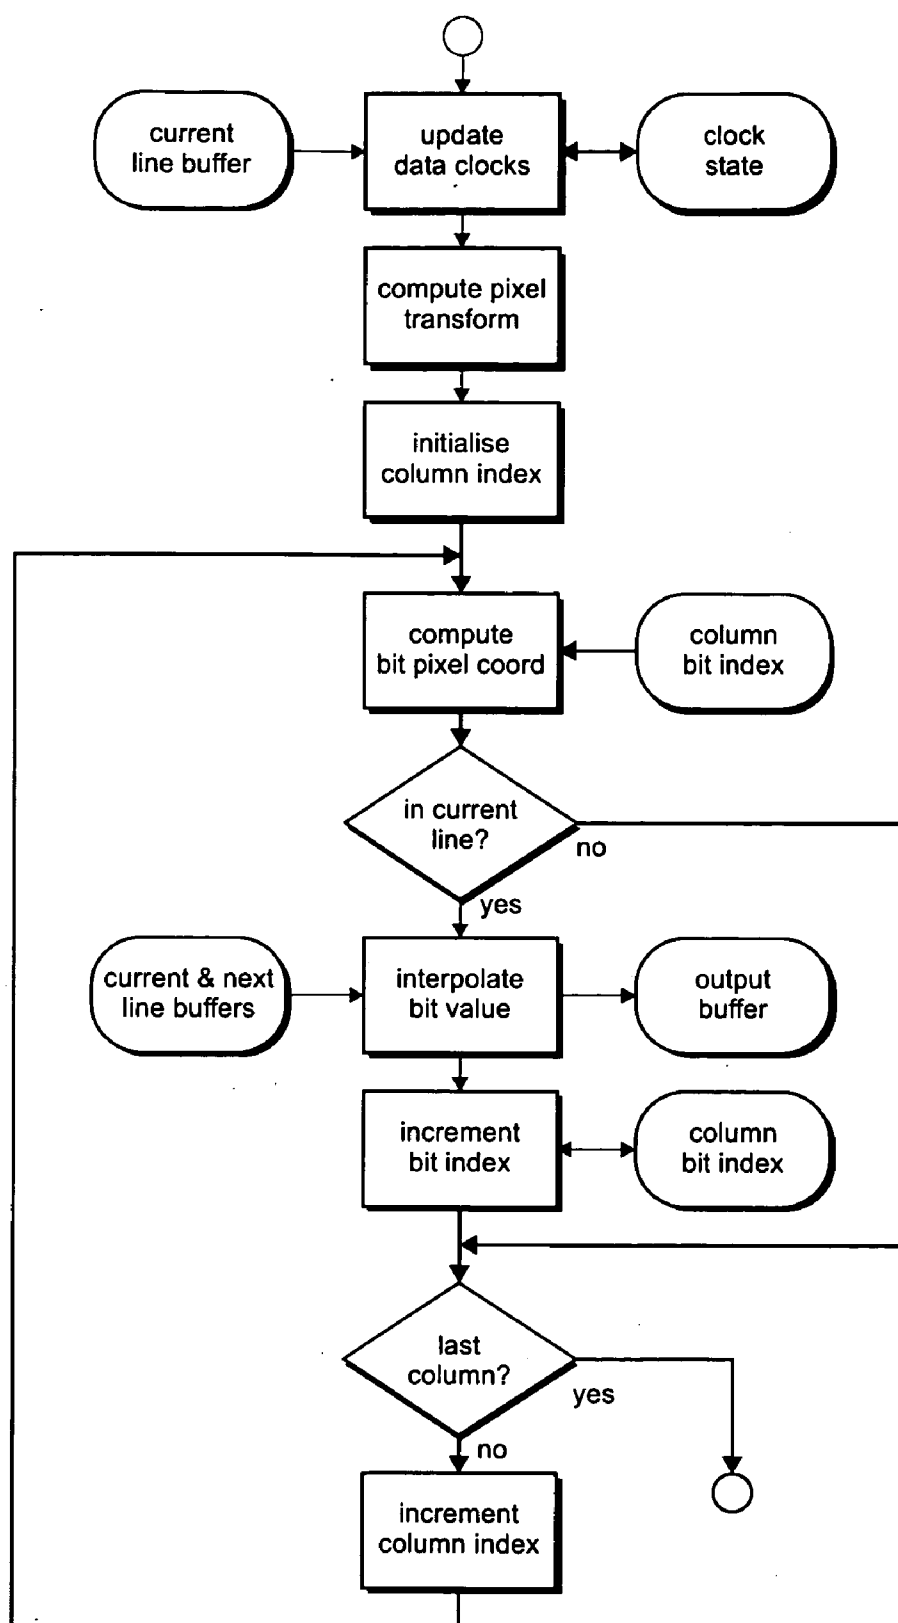 current
line buffer
update
data clocks
clock
state
compute pixel
transform
initialise
column index
compute
bit pixel coord
column
bit index
in current
line?
no
yes
current & next
line buffers
interpolate
bit value
output
buffer
increment
bit index
column
bit index
last
column?
yes
no
increment
column index